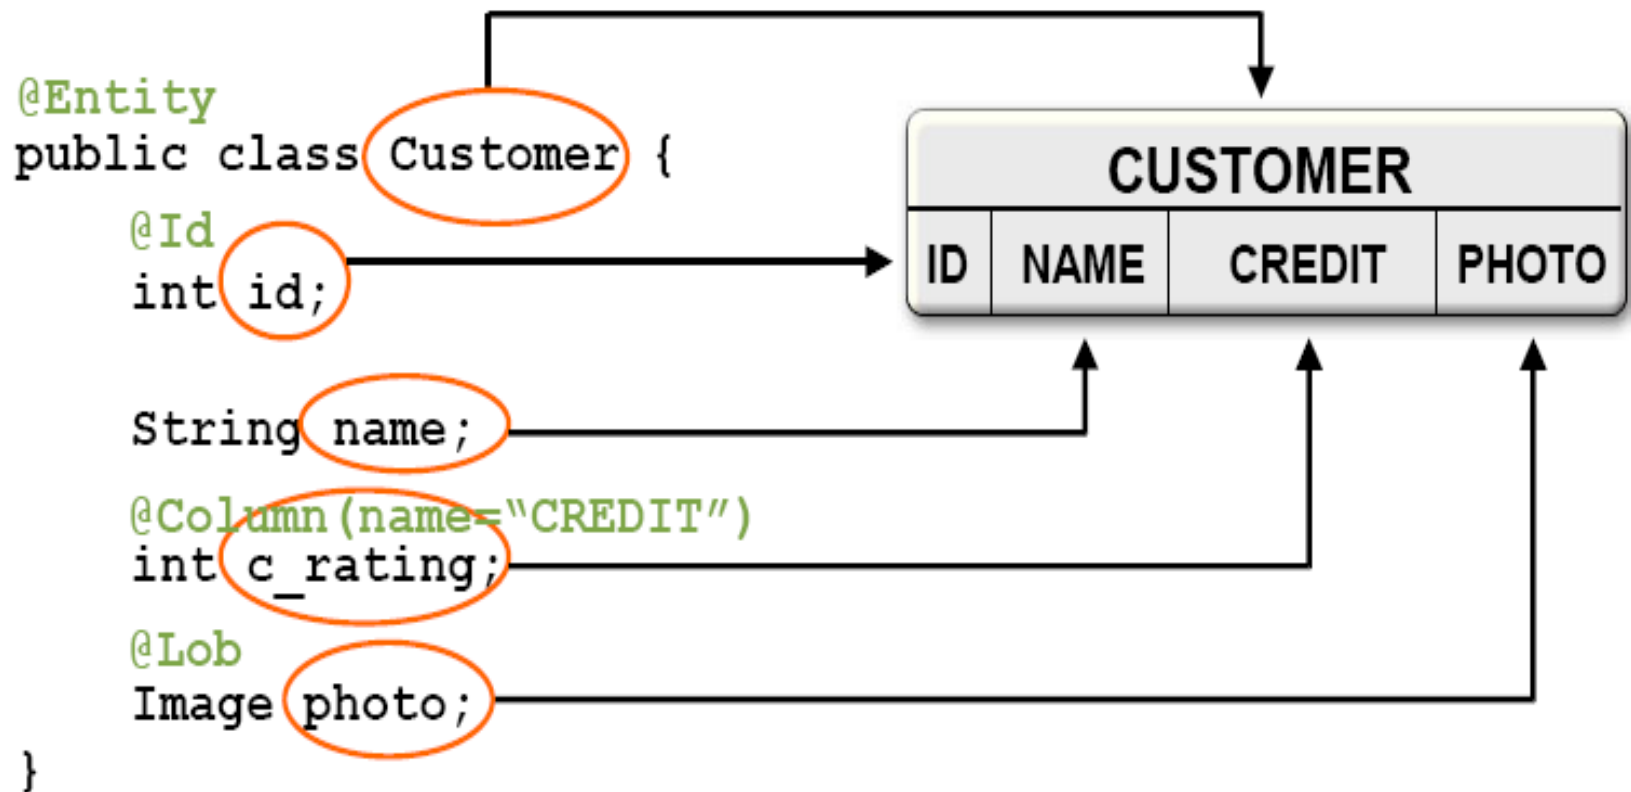 @Entity
public class Customer {
@Id
int id;
String name;
@Column(name=“CREDIT”)
int c_rating;
@Lob
Image photo;
}
CUSTOMER
ID NAME CREDIT PHOTO